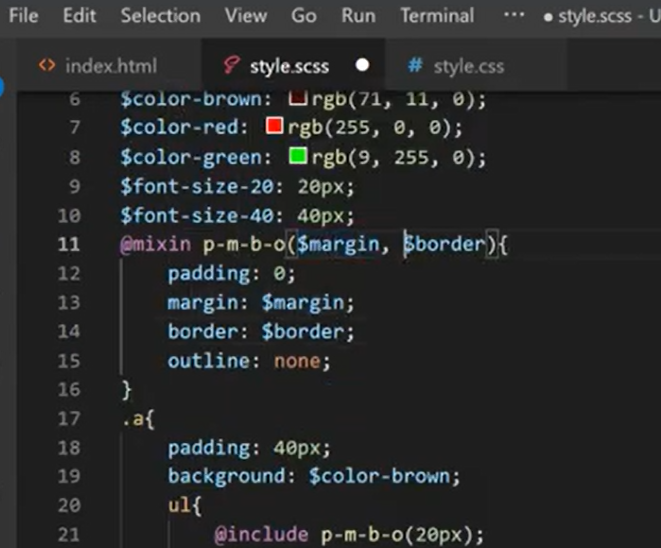 File Edit Selection View Go Run Terminal ··· ● style.scss - U
<> index.html style.scss ● # style.css
6 $color-brown: rgb(71, 11, 0);
7 $color-red: rgb(255, 0, 0);
8 $color-green: rgb(9, 255, 0);
9 $font-size-20: 20px;
10 $font-size-40: 40px;
11 @mixin p-m-b-o($margin, $border){
12 padding: 0;
13 margin: $margin;
14 border: $border;
15 outline: none;
16 }
17 .a{
18 padding: 40px;
19 background: $color-brown;
20 ul{
21 @include p-m-b-o(20px);